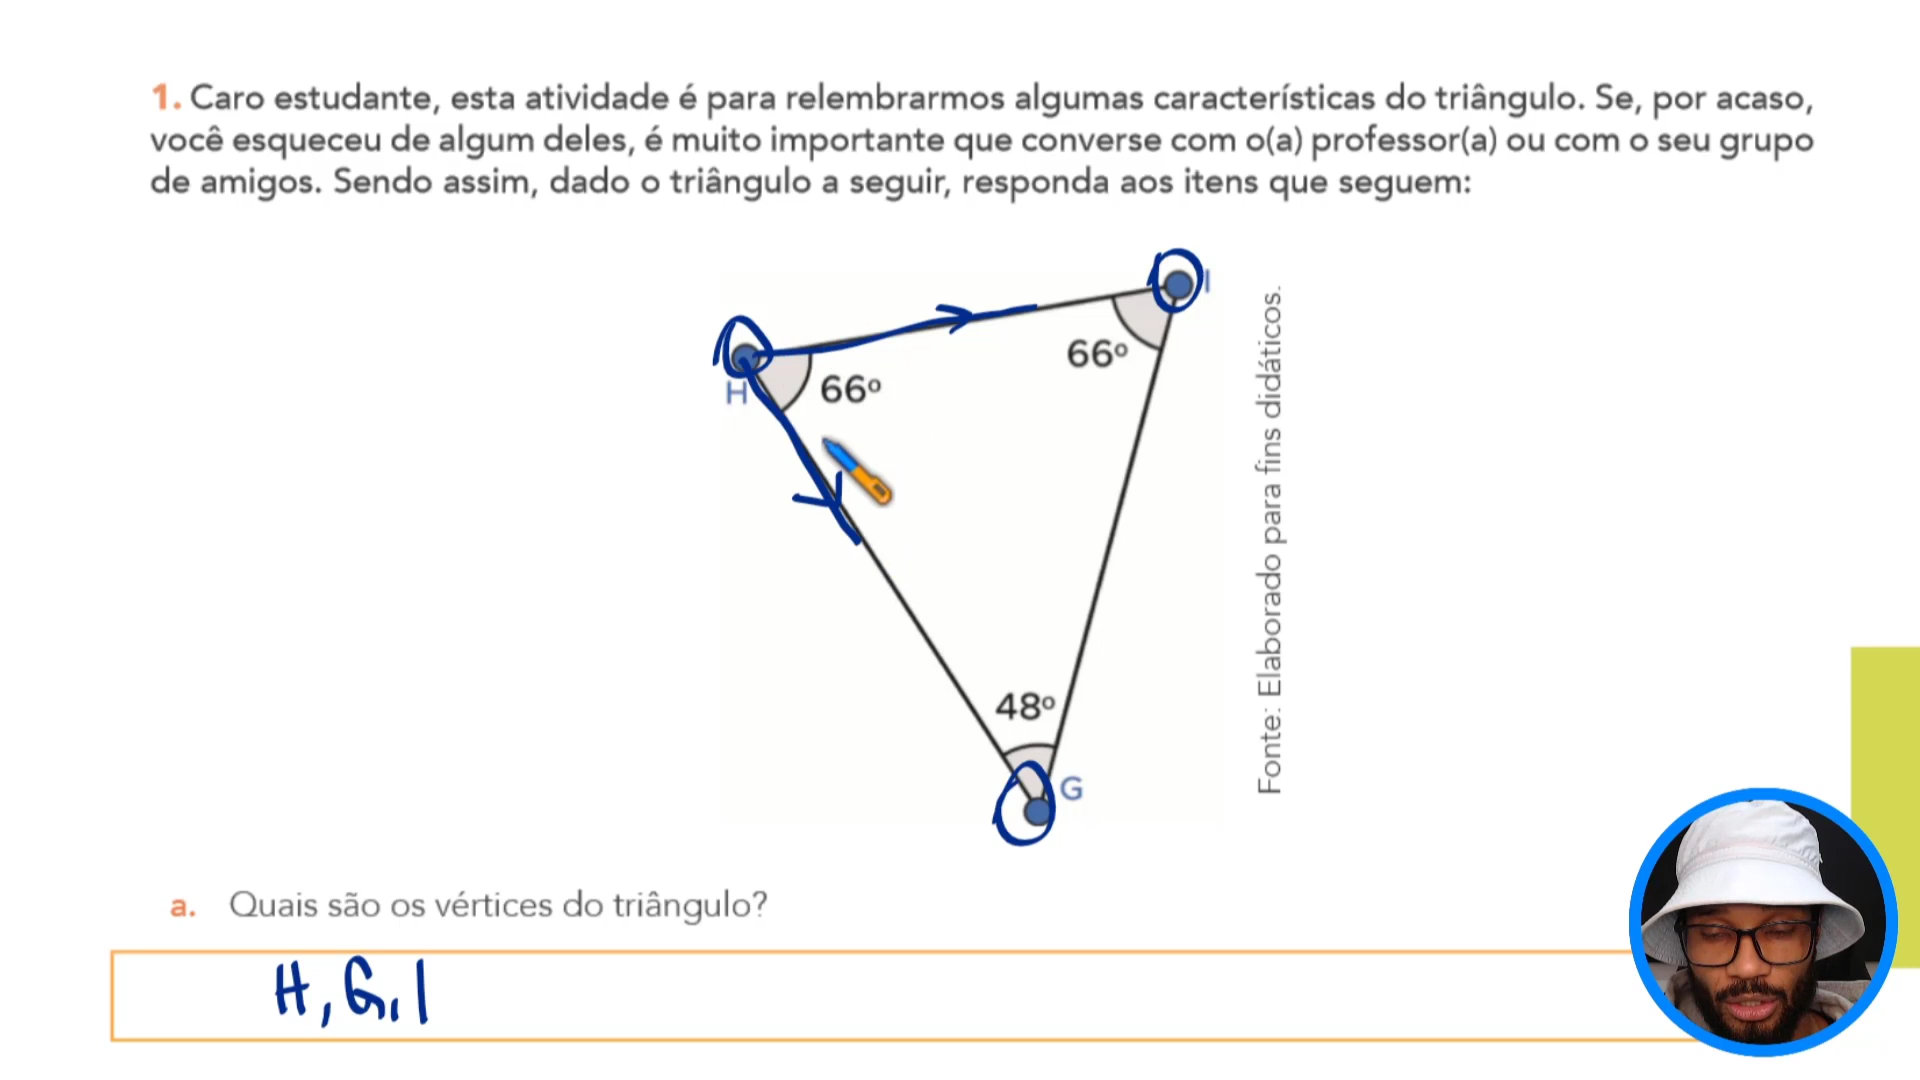 1. Caro estudante, esta atividade é para relembrarmos algumas características do triângulo. Se, por acaso,
você esqueceu de algum deles, é muito importante que converse com o(a) professor(a) ou com o seu grupo
de amigos. Sendo assim, dado o triângulo a seguir, responda aos itens que seguem:
I
66º
H
66º
48º
G
Fonte: Elaborado para fins didáticos.
a. Quais são os vértices do triângulo?
H, G, I